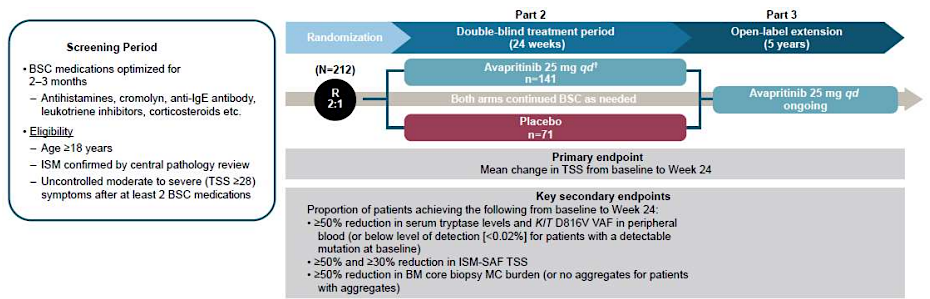 Screening Period
• BSC medications optimized for
2–3 months
– Antihistamines, cromolyn, anti-IgE antibody,
leukotriene inhibitors, corticosteroids etc.
• Eligibility
– Age ≥18 years
– ISM confirmed by central pathology review
– Uncontrolled moderate to severe (TSS ≥28)
symptoms after at least 2 BSC medications
Part 2
Part 3
Randomization
Double-blind treatment period
(24 weeks)
Open-label extension
(5 years)
(N=212)
R
2:1
Avapritinib 25 mg qd†
n=141
Both arms continued BSC as needed
Placebo
n=71
Avapritinib 25 mg qd
ongoing
Primary endpoint
Mean change in TSS from baseline to Week 24
Key secondary endpoints
Proportion of patients achieving the following from baseline to Week 24:
• ≥50% reduction in serum tryptase levels and KIT D816V VAF in peripheral
blood (or below level of detection [<0.02%] for patients with a detectable
mutation at baseline)
• ≥50% and ≥30% reduction in ISM-SAF TSS
• ≥50% reduction in BM core biopsy MC burden (or no aggregates for patients
with aggregates)